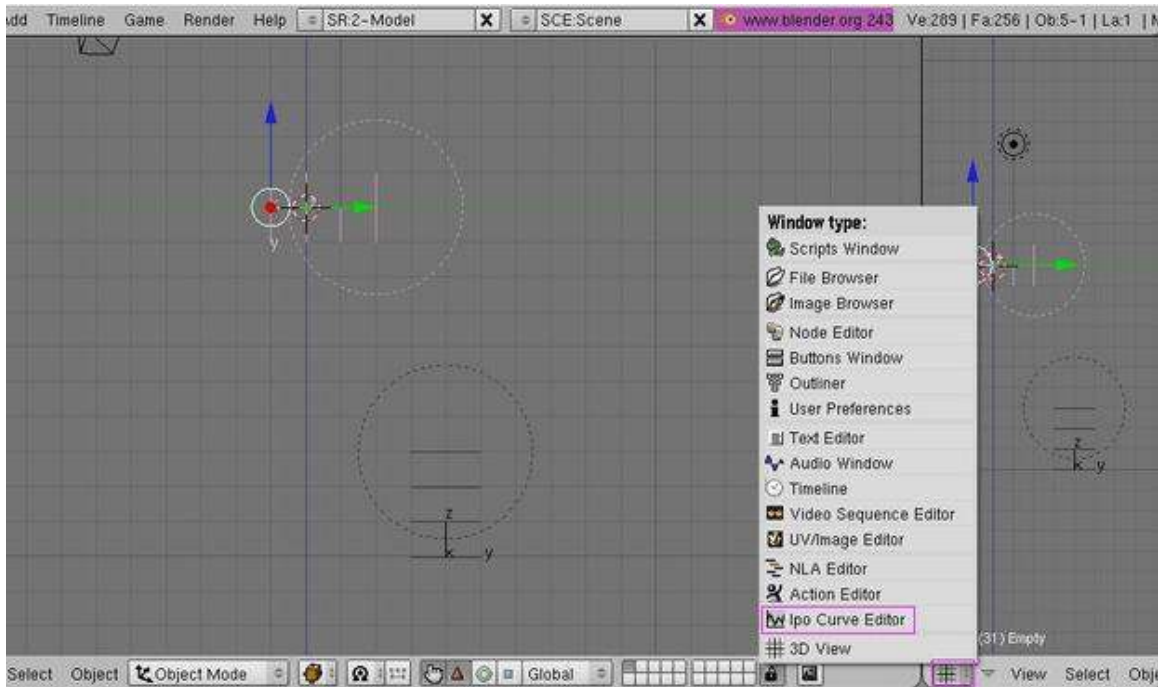 dd Timeline Game Render Help SR:2-Model X SCE:Scene X www.blender.org 243 Ve:289 | Fa:256 | Ob:5-1 | La:1 |
y
Window type:
Scripts Window
File Browser
Image Browser
Node Editor
Buttons Window
Outliner
User Preferences
Text Editor
Audio Window
Timeline
Video Sequence Editor
UV/Image Editor
NLA Editor
Action Editor
Ipo Curve Editor
3D View
z
y
z
y
(31) Empty
Select Object Object Mode Global View Select Obje